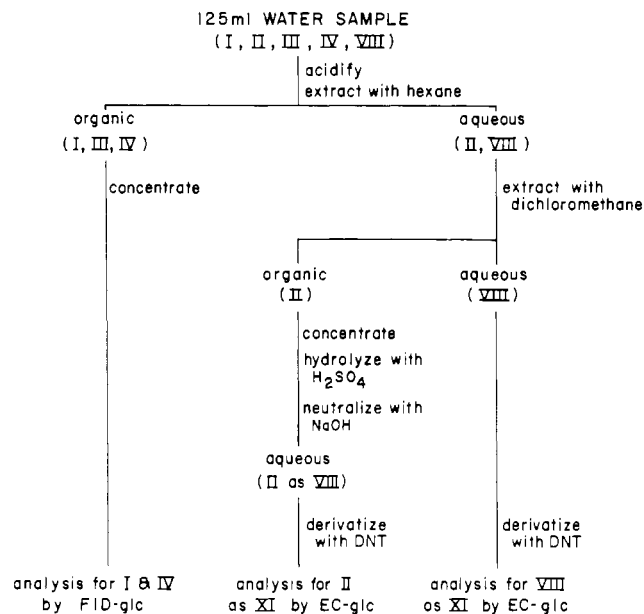 125ml WATER SAMPLE
(I, II, III, IV, VIII)
acidify
extract with hexane
organic
(I, III, IV)
aqueous
(II, VIII)
concentrate
extract with
dichloromethane
organic
(II)
aqueous
(VIII)
concentrate
hydrolyze with
H₂SO₄
neutralize with
NaOH
aqueous
(II as VIII)
derivatize
with DNT
derivatize
with DNT
analysis for I & IV
by FID-glc
analysis for II
as XI by EC-glc
analysis for VIII
as XI by EC-glc